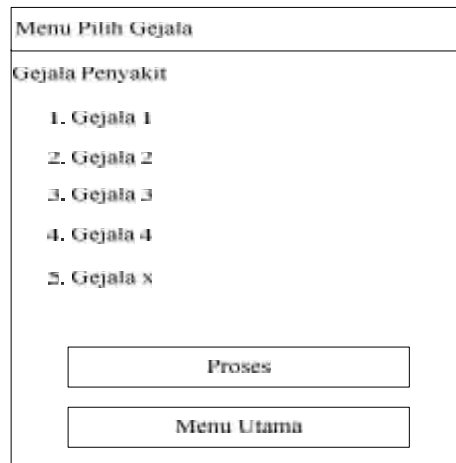 Menu Pilih Gejala
Gejala Penyakit
1. Gejala 1
2. Gejala 2
3. Gejala 3
4. Gejala 4
5. Gejala x
Proses
Menu Utama